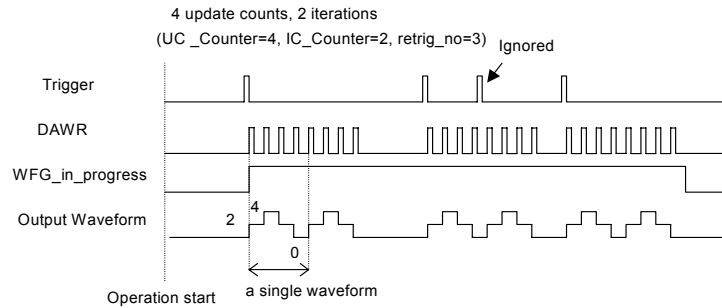 4 update counts, 2 iterations
(UC _Counter=4, IC_Counter=2, retrig_no=3)
Ignored
Trigger
DAWR
WFG_in_progress
4
Output Waveform
2
0
a single waveform
Operation start